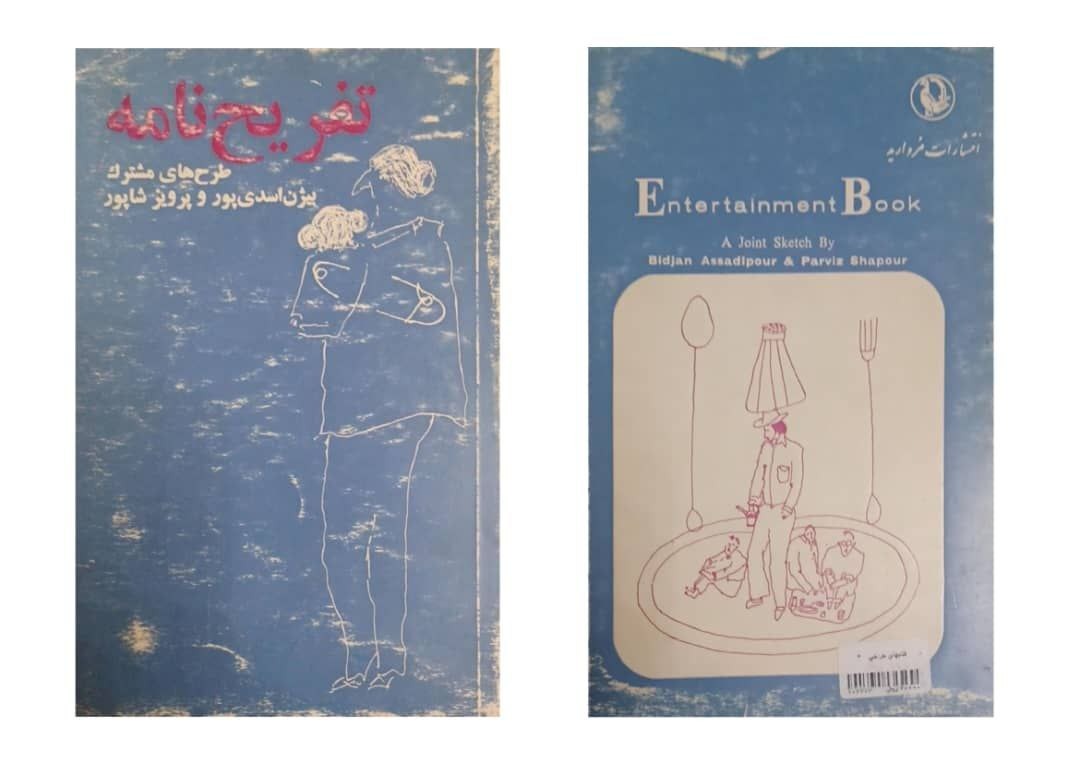 تفریح‌نامه
طرح‌های مشترك
بیژن اسدی‌پور و پرویز شاپور
انتشارات مروارید
Entertainment Book
A Joint Sketch By
Bidjan Assadipour & Parviz Shapour